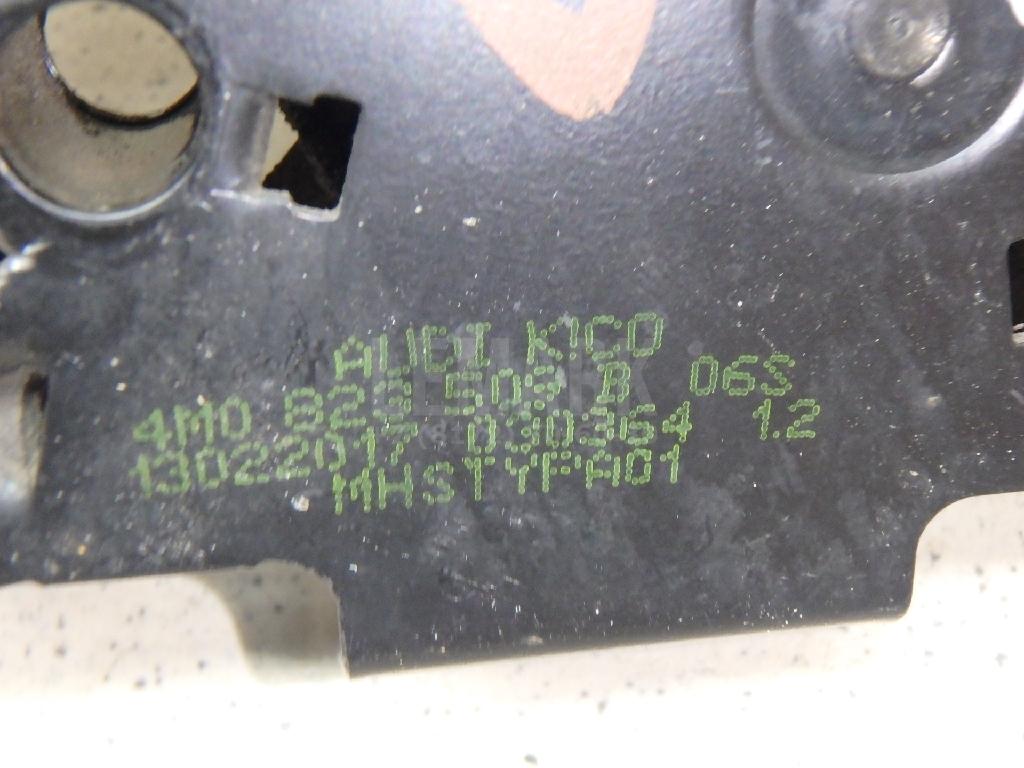 AUDI KICO
4M0 823 509 B 06S
13022017 030364 1.2
MHSTYPA01